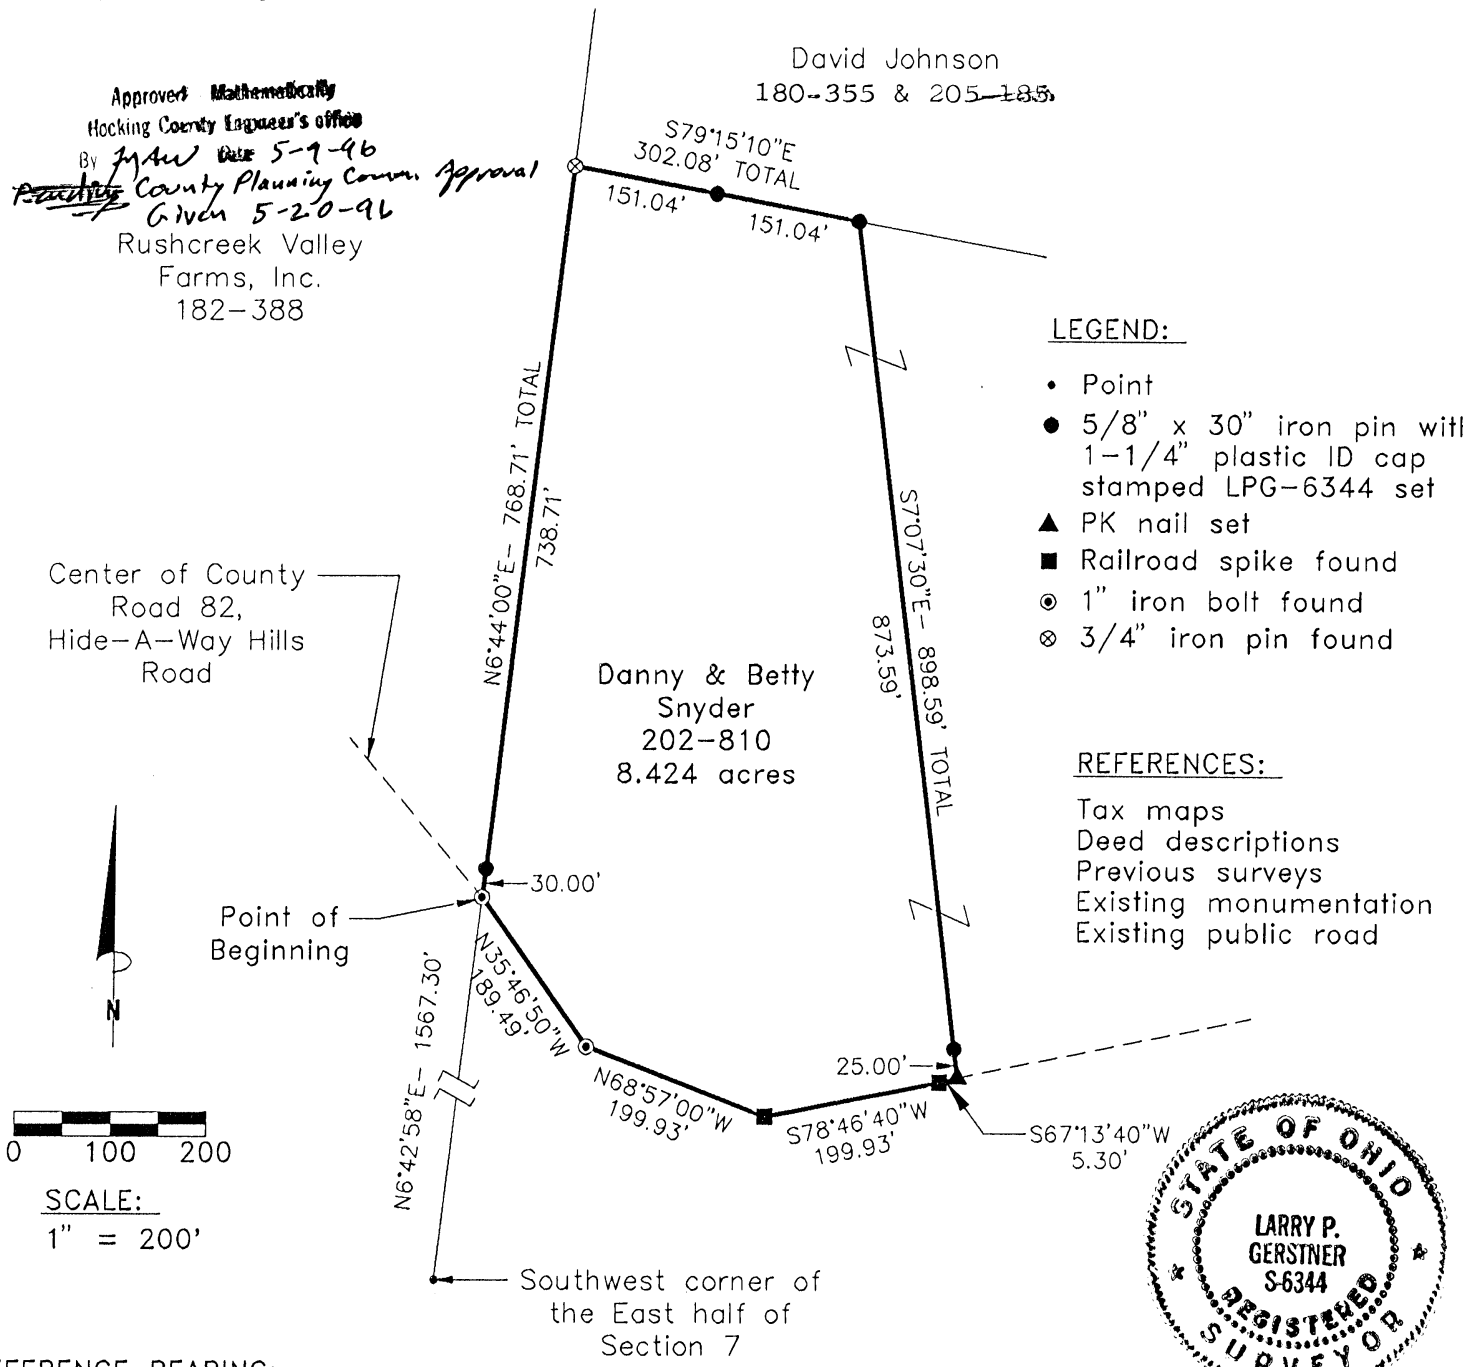 Approved Mathematically
Hocking County Engineer's office
By Date 5-9-96
County Planning Comm. Approval
Given 5-20-96
Rushcreek Valley
Farms, Inc.
182-388
David Johnson
180-355 & 205-185
S79°15'10"E
302.08' TOTAL
151.04'
151.04'
N6°44'00"E- 768.71' TOTAL
738.71'
S7°07'30"E- 898.59' TOTAL
873.59'
LEGEND:
Point
5/8" x 30" iron pin with
1-1/4" plastic ID cap
stamped LPG-6344 set
PK nail set
Railroad spike found
1" iron bolt found
3/4" iron pin found
Center of County
Road 82,
Hide-A-Way Hills
Road
Danny & Betty
Snyder
202-810
8.424 acres
REFERENCES:
Tax maps
Deed descriptions
Previous surveys
Existing monumentation
Existing public road
30.00'
Point of
Beginning
N
N35°46'50"W
189.49'
N6°42'58"E- 1567.30'
N68°57'00"W
199.93'
25.00'
S78°46'40"W
199.93'
S67°13'40"W
5.30'
0 100 200
SCALE:
1" = 200'
Southwest corner of
the East half of
Section 7
STATE OF OHIO
LARRY P.
GERSTNER
S-6344
REGISTERED
SURVEYOR
REFERENCE BEARING: